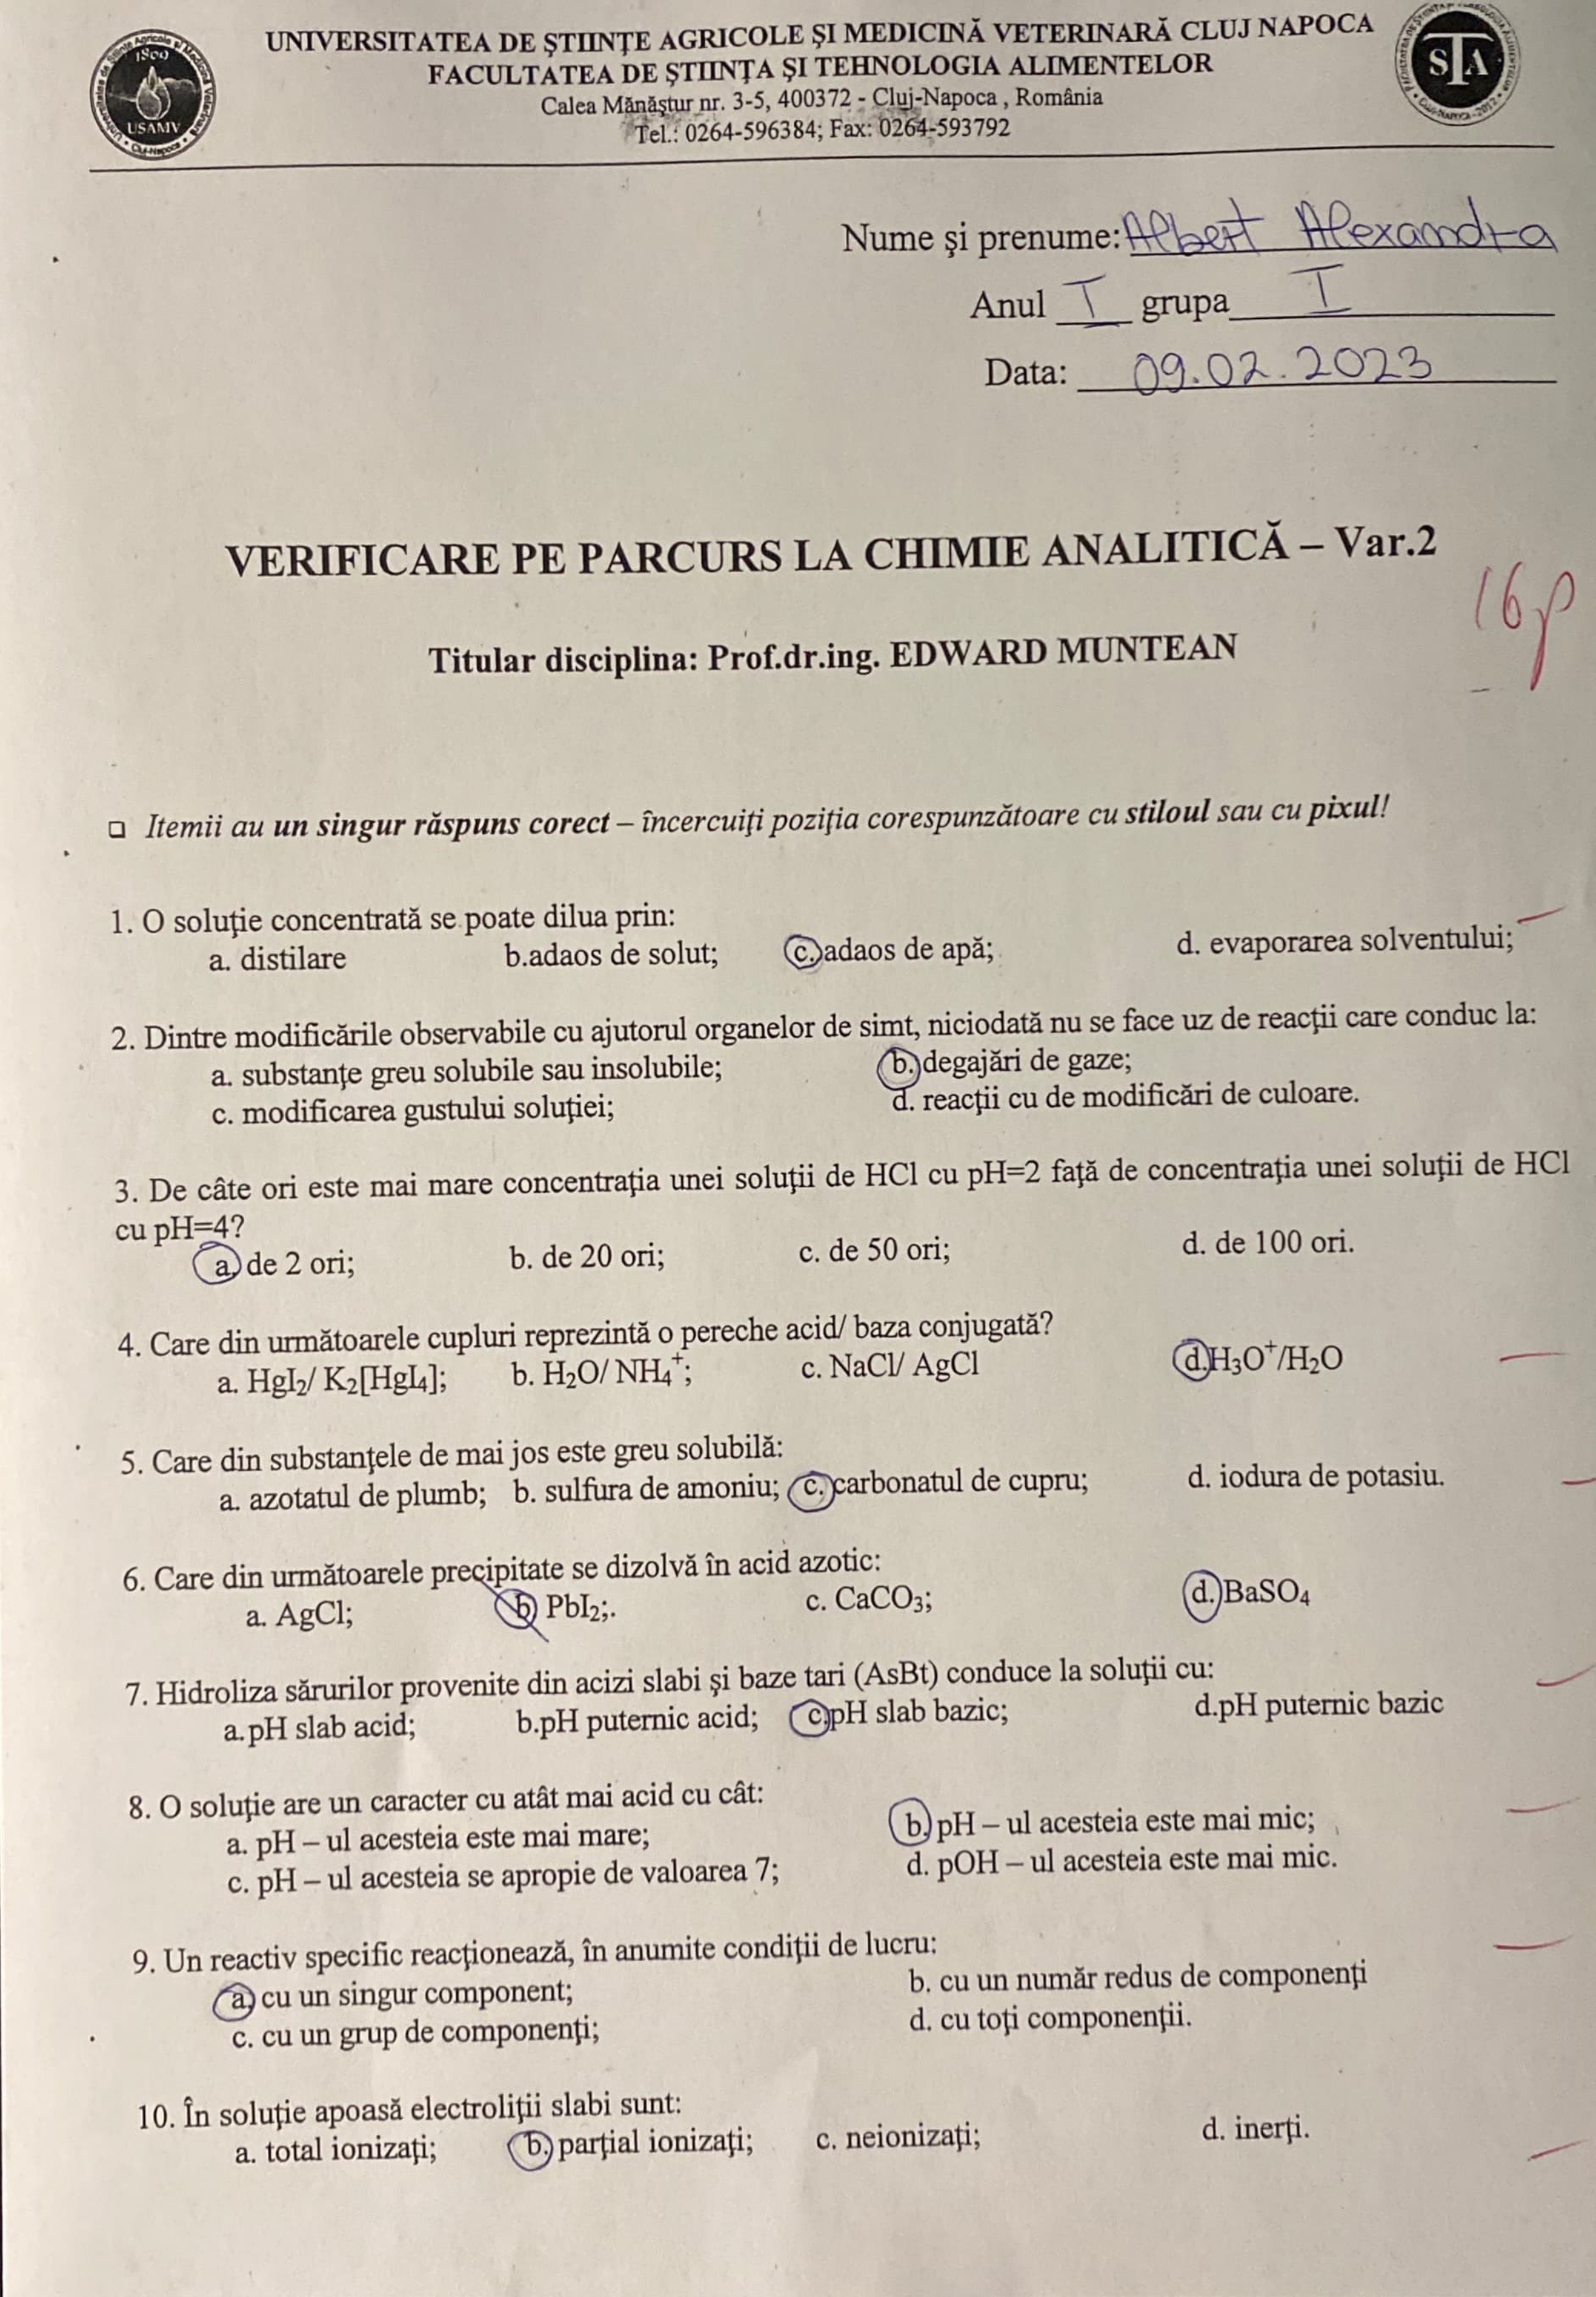 UNIVERSITATEA DE ŞTIINŢE AGRICOLE ŞI MEDICINĂ VETERINARĂ CLUJ NAPOCA
FACULTATEA DE ŞTIINŢA ŞI TEHNOLOGIA ALIMENTELOR
Calea Mănăştur nr. 3-5, 400372 - Cluj-Napoca , România
Tel.: 0264-596384; Fax: 0264-593792
1869
USAMV
STA
Nume şi prenume: Albert Alexandra
Anul I grupa I
Data: 09.02.2023
VERIFICARE PE PARCURS LA CHIMIE ANALITICĂ – Var.2
16p
Titular disciplina: Prof.dr.ing. EDWARD MUNTEAN
Itemii au un singur răspuns corect – încercuiţi poziţia corespunzătoare cu stiloul sau cu pixul!
1. O soluţie concentrată se poate dilua prin:
a. distilare b.adaos de solut; c. adaos de apă; d. evaporarea solventului;
2. Dintre modificările observabile cu ajutorul organelor de simt, niciodată nu se face uz de reacţii care conduc la:
a. substanţe greu solubile sau insolubile; b. degajări de gaze;
c. modificarea gustului soluţiei; d. reacţii cu de modificări de culoare.
3. De câte ori este mai mare concentraţia unei soluţii de HCl cu pH=2 faţă de concentraţia unei soluţii de HCl
cu pH=4?
a. de 2 ori; b. de 20 ori; c. de 50 ori; d. de 100 ori.
4. Care din următoarele cupluri reprezintă o pereche acid/ baza conjugată?
a. HgI₂/ K₂[HgI₄]; b. H₂O/ NH₄⁺; c. NaCl/ AgCl d.H₃O⁺/H₂O
5. Care din substanţele de mai jos este greu solubilă:
a. azotatul de plumb; b. sulfura de amoniu; c. carbonatul de cupru; d. iodura de potasiu.
6. Care din următoarele precipitate se dizolvă în acid azotic:
a. AgCl; b PbI₂;. c. CaCO₃; d. BaSO₄
7. Hidroliza sărurilor provenite din acizi slabi şi baze tari (AsBt) conduce la soluţii cu:
a.pH slab acid; b.pH puternic acid; c.pH slab bazic; d.pH puternic bazic
8. O soluţie are un caracter cu atât mai acid cu cât:
a. pH – ul acesteia este mai mare; b. pH – ul acesteia este mai mic;
c. pH – ul acesteia se apropie de valoarea 7; d. pOH – ul acesteia este mai mic.
9. Un reactiv specific reacţionează, în anumite condiţii de lucru:
a. cu un singur component; b. cu un număr redus de componenţi
c. cu un grup de componenţi; d. cu toţi componenţii.
10. În soluţie apoasă electroliţii slabi sunt:
a. total ionizaţi; b. parţial ionizaţi; c. neionizaţi; d. inerţi.